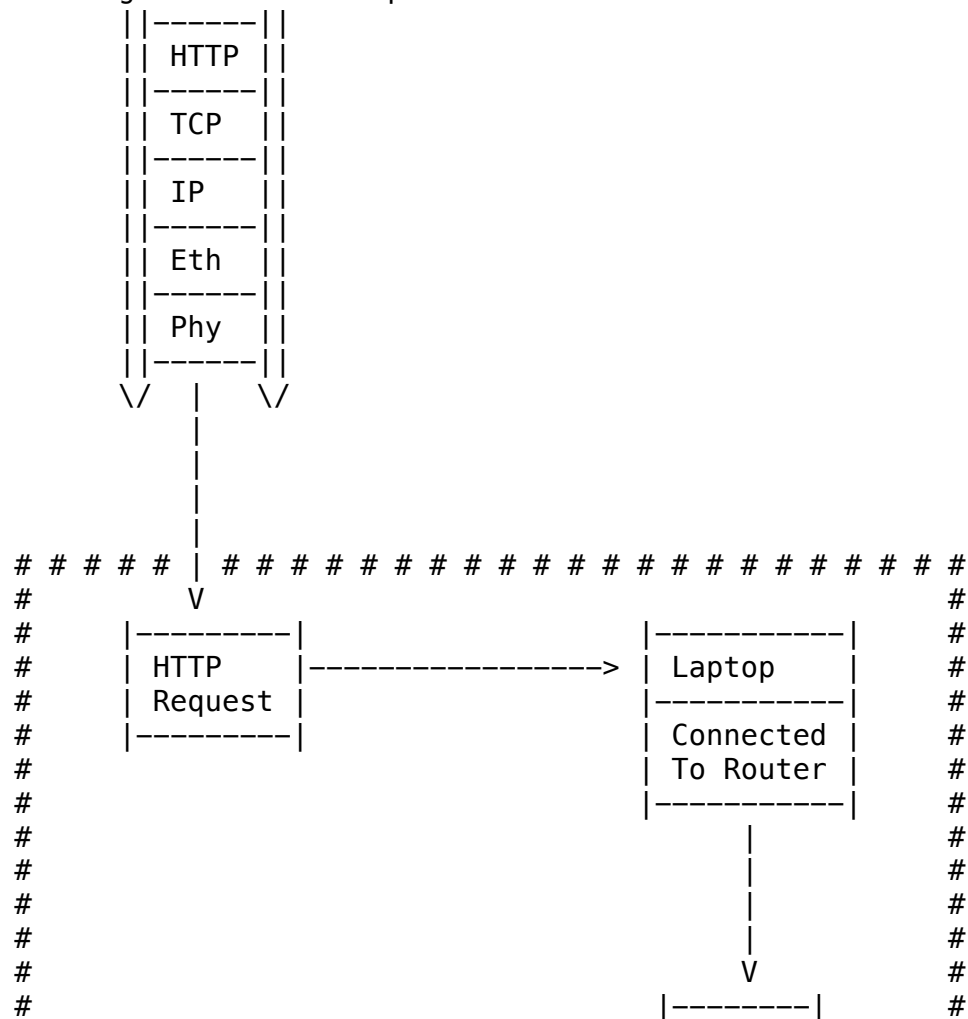 HTTP
TCP
IP
Eth
Phy
HTTP
Request
Laptop
Connected
To Router